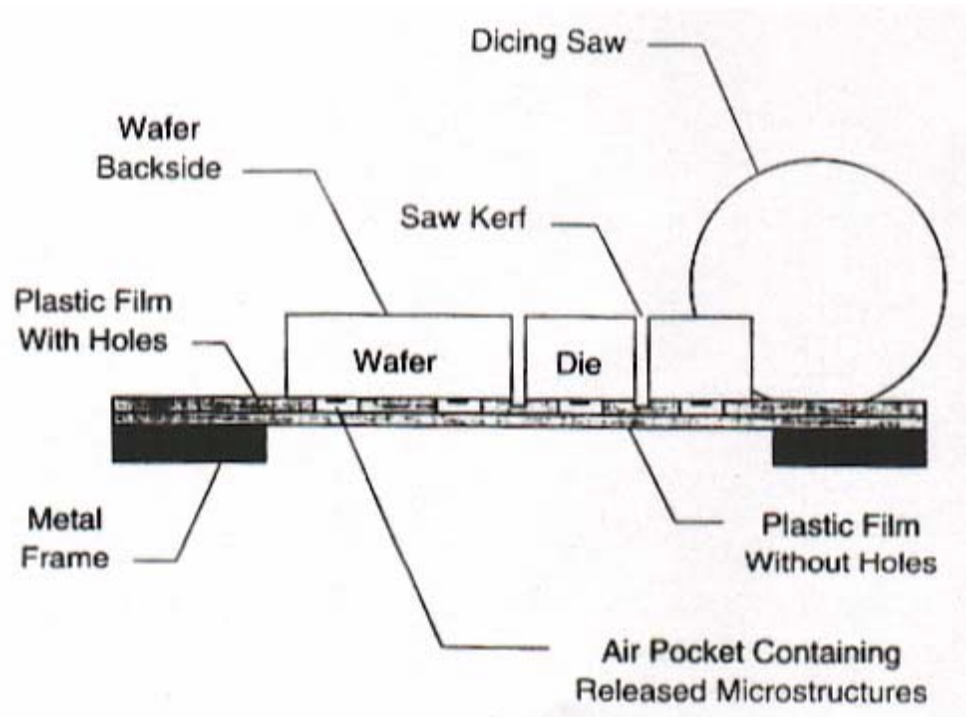 Dicing Saw
Wafer
Backside
Saw Kerf
Plastic Film
With Holes
Wafer
Die
Metal
Frame
Plastic Film
Without Holes
Air Pocket Containing
Released Microstructures